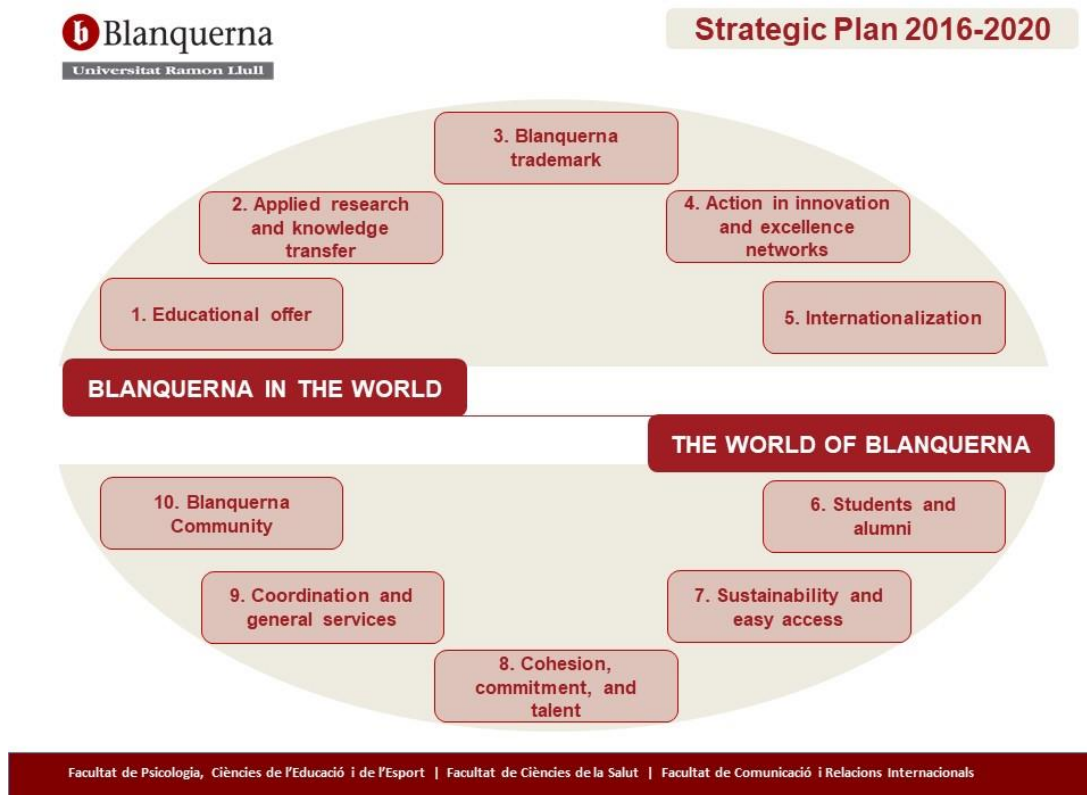 b Blanquerna
Universitat Ramon Llull
Strategic Plan 2016-2020
3. Blanquerna
trademark
2. Applied research
and knowledge
transfer
4. Action in innovation
and excellence
networks
1. Educational offer
5. Internationalization
BLANQUERNA IN THE WORLD
THE WORLD OF BLANQUERNA
10. Blanquerna
Community
6. Students and
alumni
9. Coordination and
general services
7. Sustainability and
easy access
8. Cohesion,
commitment, and
talent
Facultat de Psicologia, Ciències de l'Educació i de l'Esport | Facultat de Ciències de la Salut | Facultat de Comunicació i Relacions Internacionals